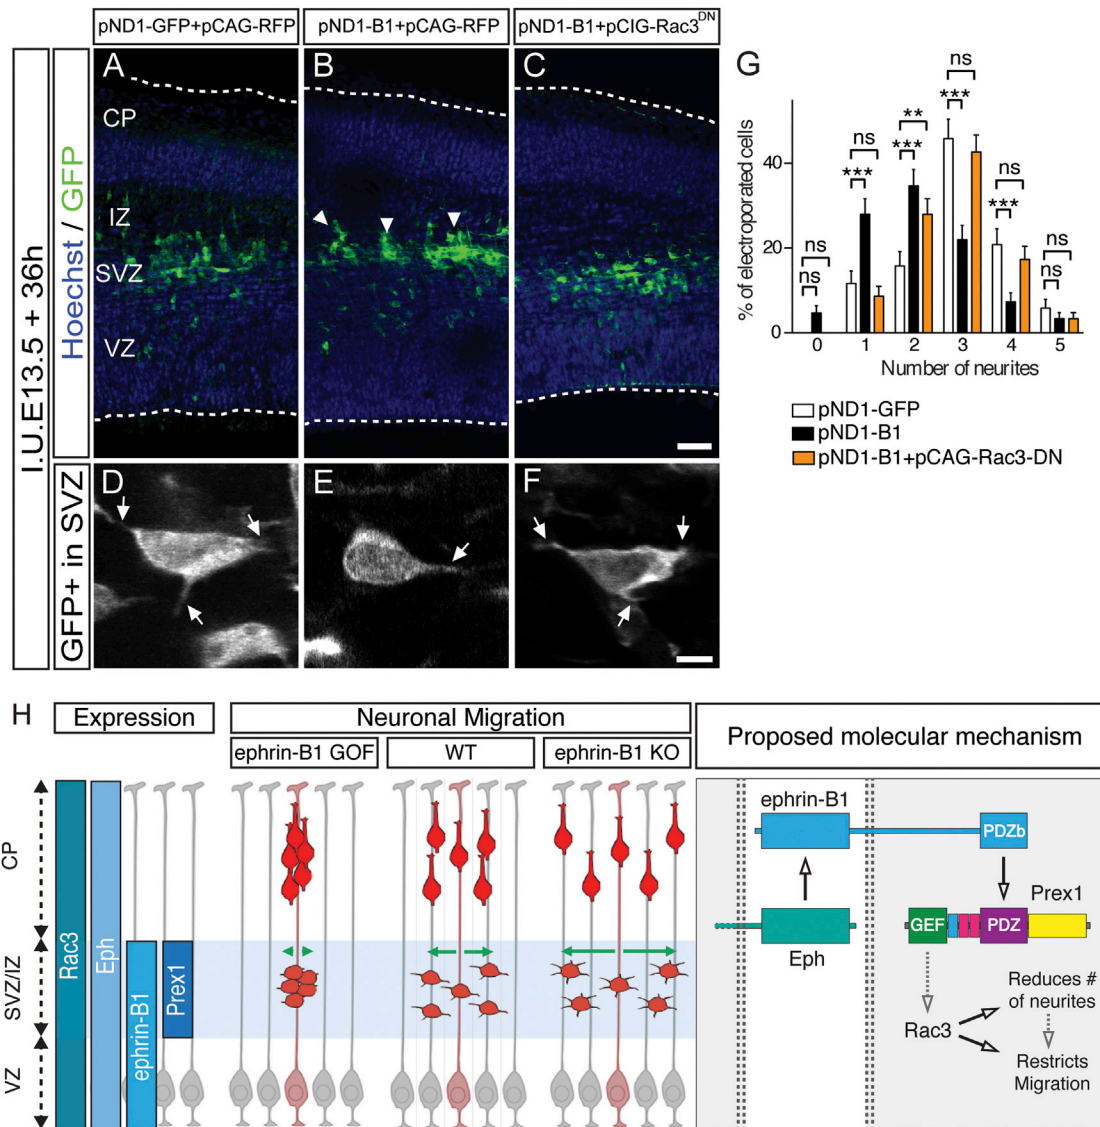 pND1-GFP+pCAG-RFP
pND1-B1+pCAG-RFP
pND1-B1+pCIG-Rac3DN
I.U.E13.5 + 36h
Hoechst / GFP
A
CP
IZ
SVZ
VZ
B
C
GFP+ in SVZ
D
E
F
G
% of electroporated cells
40
20
0
ns
ns
ns
***
**
***
ns
***
ns
***
ns
ns
0 1 2 3 4 5
Number of neurites
pND1-GFP
pND1-B1
pND1-B1+pCAG-Rac3-DN
H
Expression
Neuronal Migration
ephrin-B1 GOF
WT
ephrin-B1 KO
Proposed molecular mechanism
CP
SVZ/IZ
VZ
Rac3
Eph
ephrin-B1
Prex1
ephrin-B1
PDZb
Prex1
GEF
PDZ
Eph
Reduces #
of neurites
Rac3
Restricts
Migration